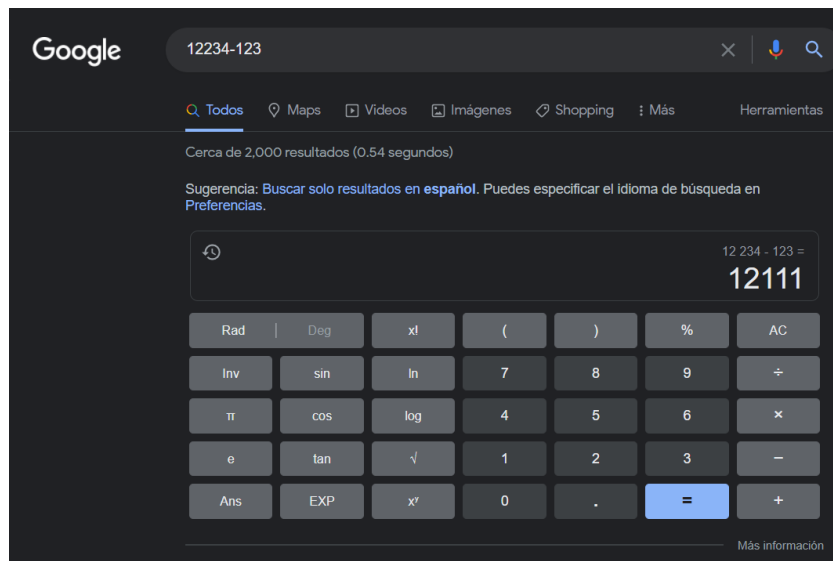 Google 12234-123
Todos Maps Videos Imágenes Shopping Más Herramientas
Cerca de 2,000 resultados (0.54 segundos)
Sugerencia: Buscar solo resultados en español. Puedes especificar el idioma de búsqueda en
Preferencias.
12 234 - 123 =
12111
Rad | Deg x! ( ) % AC
Inv sin ln 7 8 9 ÷
π cos log 4 5 6 ×
e tan √ 1 2 3 −
Ans EXP xʸ 0 . = +
Más información